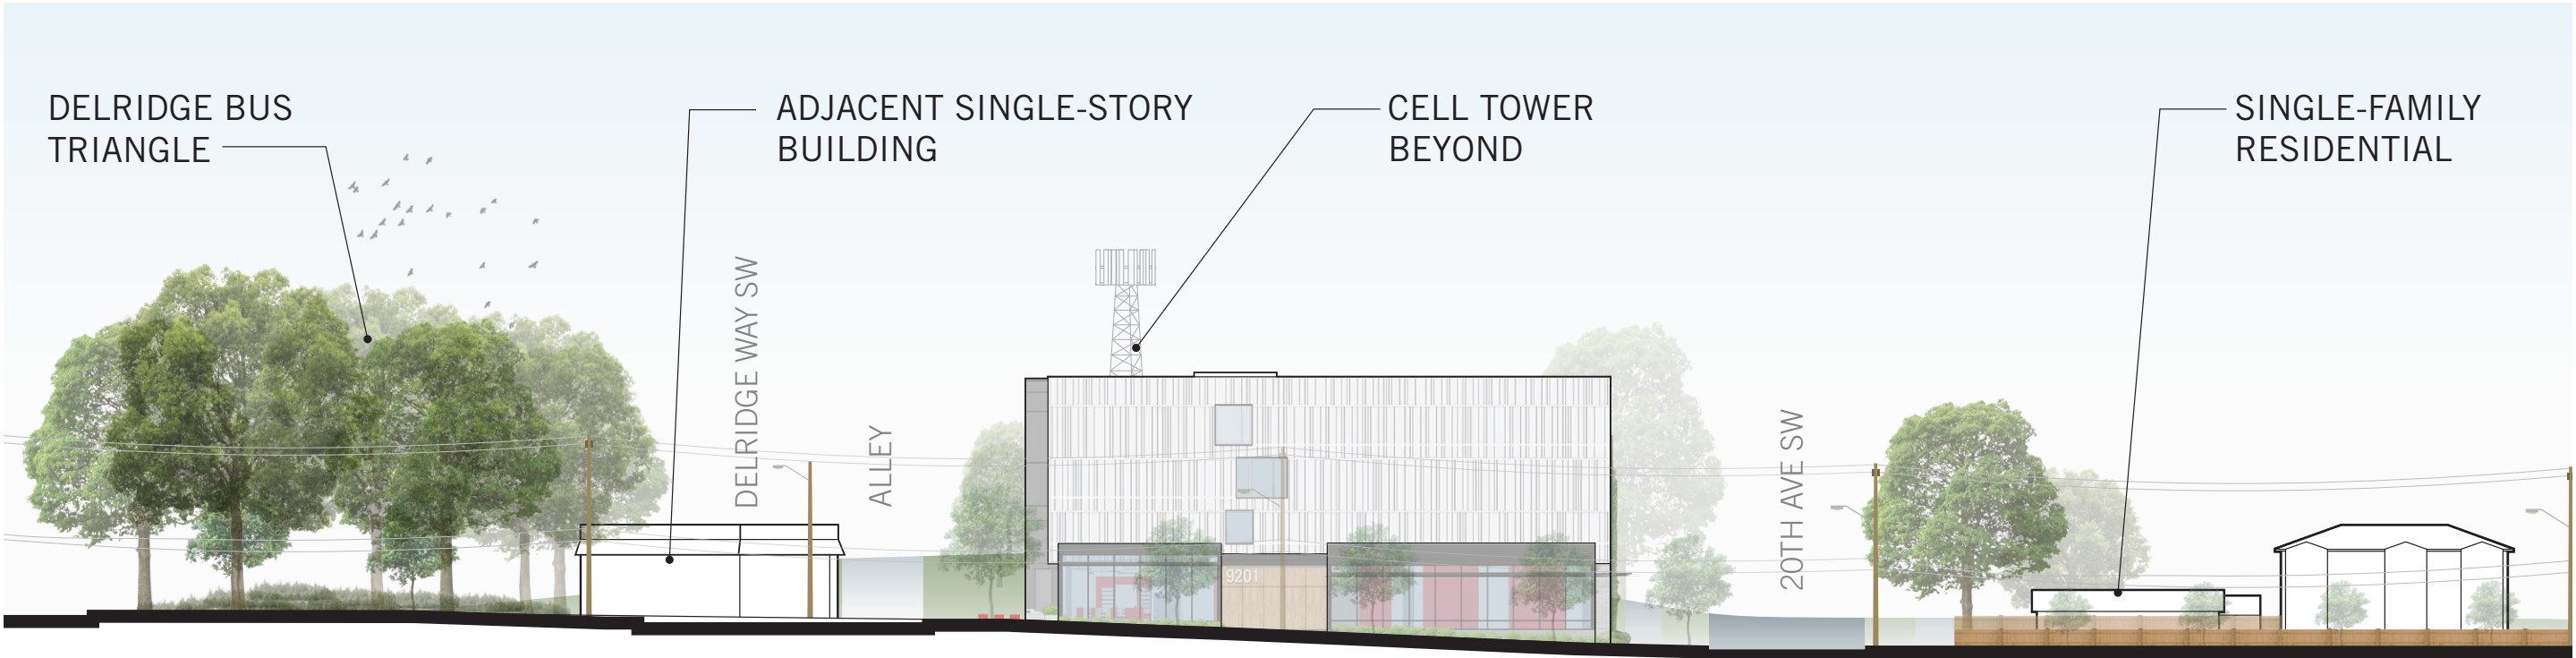 DELRIDGE BUS
TRIANGLE
ADJACENT SINGLE-STORY
BUILDING
CELL TOWER
BEYOND
SINGLE-FAMILY
RESIDENTIAL
DELRIDGE WAY SW
ALLEY
9201
20TH AVE SW